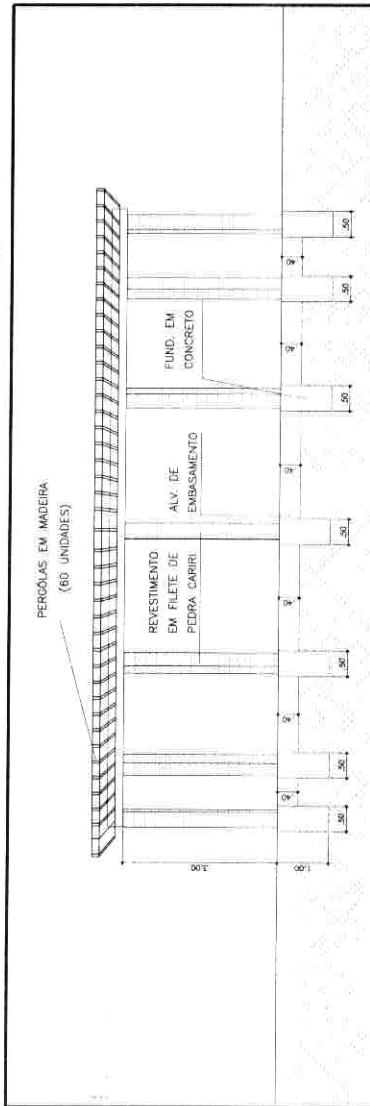 PERGÓLAS EM MADEIRA
(60 UNIDADES)
REVESTIMENTO
EM FILETE DE
PEDRA CARIRI
ALV. DE
EMBASAMENTO
FUND. EM
CONCRETO
3.00
1.00
.40
.40
.40
.40
.40
.40
.50
.50
.50
.50
.50
.50
.50